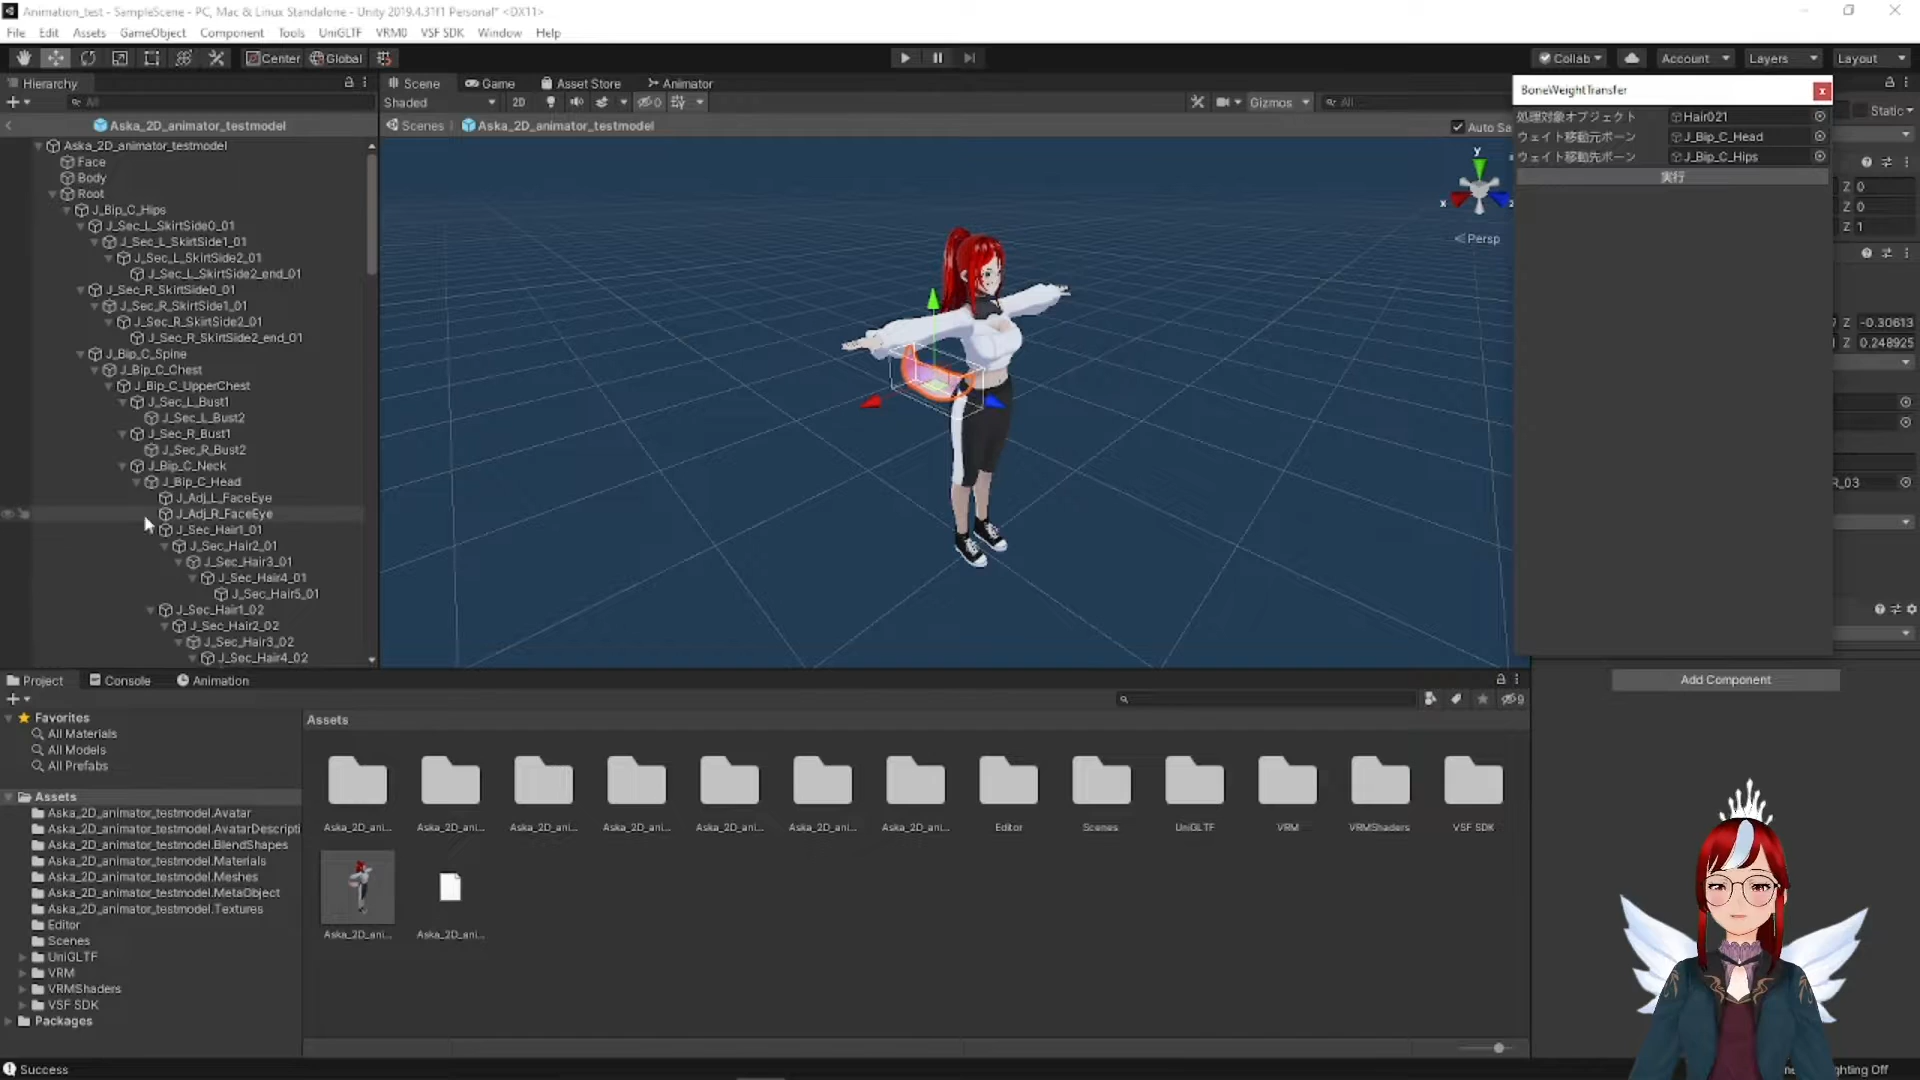 Animation_test - SampleScene - PC, Mac & Linux Standalone - Unity 2019.4.31f1 Personal* <DX11>
File Edit Assets GameObject Component Tools UniGLTF VRM0 VSF SDK Window Help
Center Global Collab Account Layers Layout
Hierarchy
All
Aska_2D_animator_testmodel
Aska_2D_animator_testmodel
Face
Body
Root
J_Bip_C_Hips
J_Sec_L_SkirtSide0_01
J_Sec_L_SkirtSide1_01
J_Sec_L_SkirtSide2_01
J_Sec_L_SkirtSide2_end_01
J_Sec_R_SkirtSide0_01
J_Sec_R_SkirtSide1_01
J_Sec_R_SkirtSide2_01
J_Sec_R_SkirtSide2_end_01
J_Bip_C_Spine
J_Bip_C_Chest
J_Bip_C_UpperChest
J_Sec_L_Bust1
J_Sec_L_Bust2
J_Sec_R_Bust1
J_Sec_R_Bust2
J_Bip_C_Neck
J_Bip_C_Head
J_Adj_L_FaceEye
J_Adj_R_FaceEye
J_Sec_Hair1_01
J_Sec_Hair2_01
J_Sec_Hair3_01
J_Sec_Hair4_01
J_Sec_Hair5_01
J_Sec_Hair1_02
J_Sec_Hair2_02
J_Sec_Hair3_02
J_Sec_Hair4_02
Scene Game Asset Store Animator
Shaded 2D 0 Gizmos All
Scenes Aska_2D_animator_testmodel Auto Sa
y
x
z
Persp
BoneWeightTransfer x
処理対象オブジェクト Hair021
ウェイト移動元ボーン J_Bip_C_Head
ウェイト移動先ボーン J_Bip_C_Hips
実行
Static
Z 0
Z 0
Z 1
Z -0.30613
Z 0.248925
R_03
Add Component
Project Console Animation
9
Favorites
All Materials
All Models
All Prefabs
Assets
Aska_2D_animator_testmodel.Avatar
Aska_2D_animator_testmodel.AvatarDescripti
Aska_2D_animator_testmodel.BlendShapes
Aska_2D_animator_testmodel.Materials
Aska_2D_animator_testmodel.Meshes
Aska_2D_animator_testmodel.MetaObject
Aska_2D_animator_testmodel.Textures
Editor
Scenes
UniGLTF
VRM
VRMShaders
VSF SDK
Packages
Assets
Aska_2D_ani... Aska_2D_ani... Aska_2D_ani... Aska_2D_ani... Aska_2D_ani... Aska_2D_ani... Aska_2D_ani... Editor Scenes UniGLTF VRM VRMShaders VSF SDK
Aska_2D_ani... Aska_2D_ani...
Success
hting Off